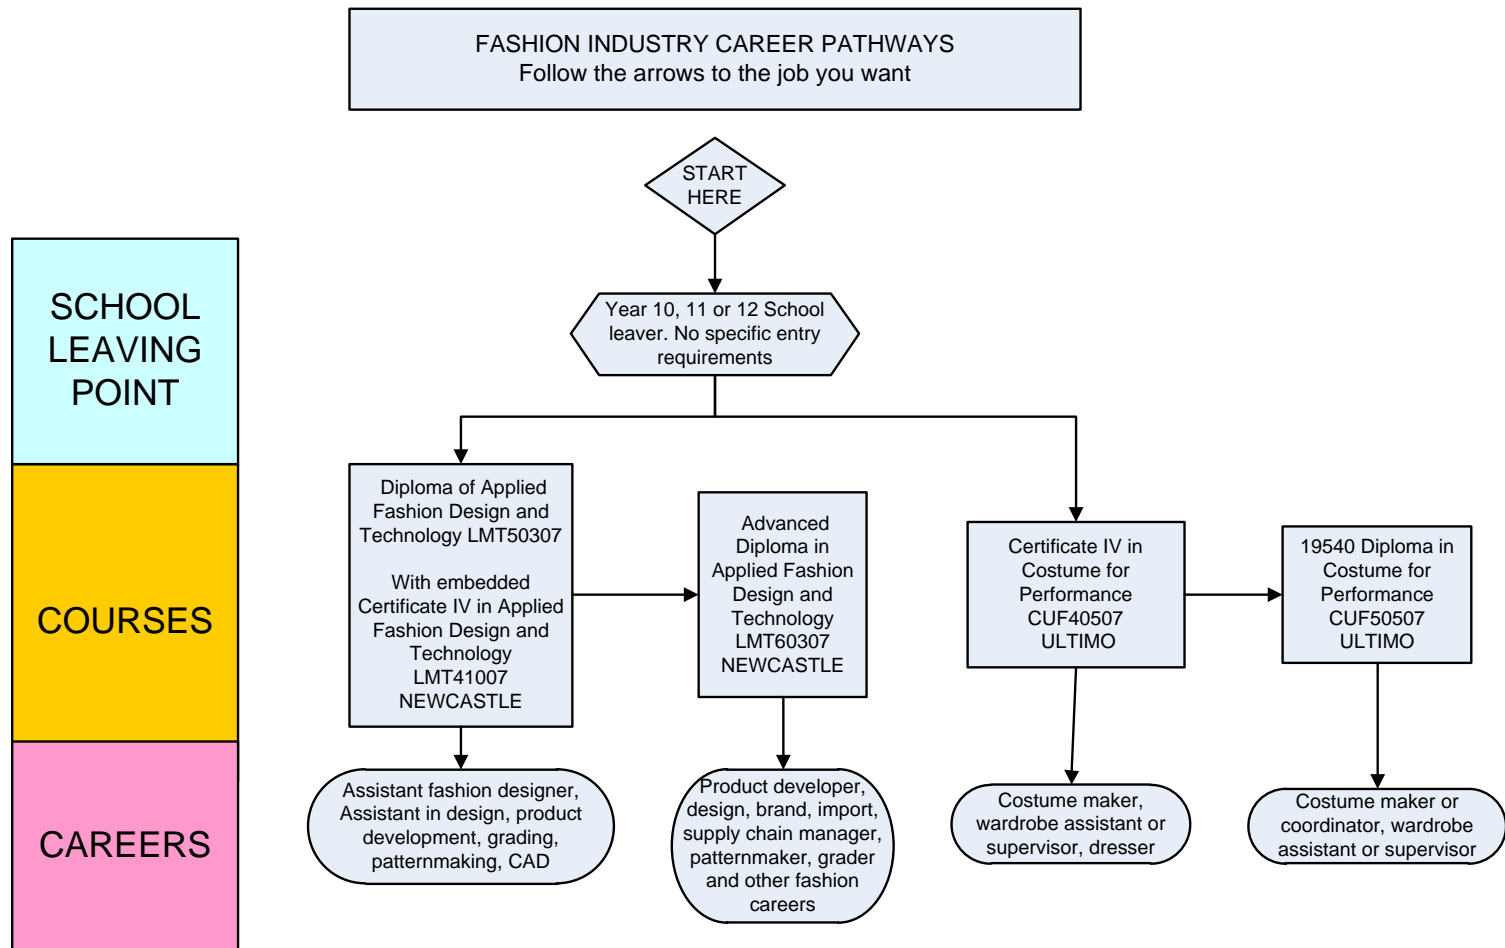 FASHION INDUSTRY CAREER PATHWAYS
Follow the arrows to the job you want
START
HERE
SCHOOL
LEAVING
POINT
Year 10, 11 or 12 School
leaver. No specific entry
requirements
COURSES
Diploma of Applied
Fashion Design and
Technology LMT50307
With embedded
Certificate IV in Applied
Fashion Design and
Technology
LMT41007
NEWCASTLE
Advanced
Diploma in
Applied Fashion
Design and
Technology
LMT60307
NEWCASTLE
Certificate IV in
Costume for
Performance
CUF40507
ULTIMO
19540 Diploma in
Costume for
Performance
CUF50507
ULTIMO
CAREERS
Assistant fashion designer,
Assistant in design, product
development, grading,
patternmaking, CAD
Product developer,
design, brand, import,
supply chain manager,
patternmaker, grader
and other fashion
careers
Costume maker,
wardrobe assistant or
supervisor, dresser
Costume maker or
coordinator, wardrobe
assistant or supervisor